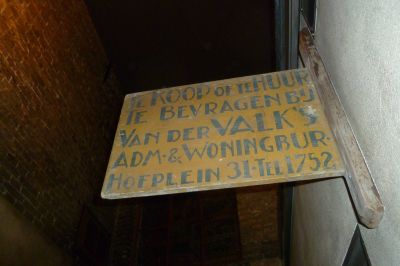 TE KOOP OF TE HUUR
TE BEVRAGEN BIJ
VAN DER VALK'S
ADM· & WONINGBUR·
HOFPLEIN 31·TEL 1752.